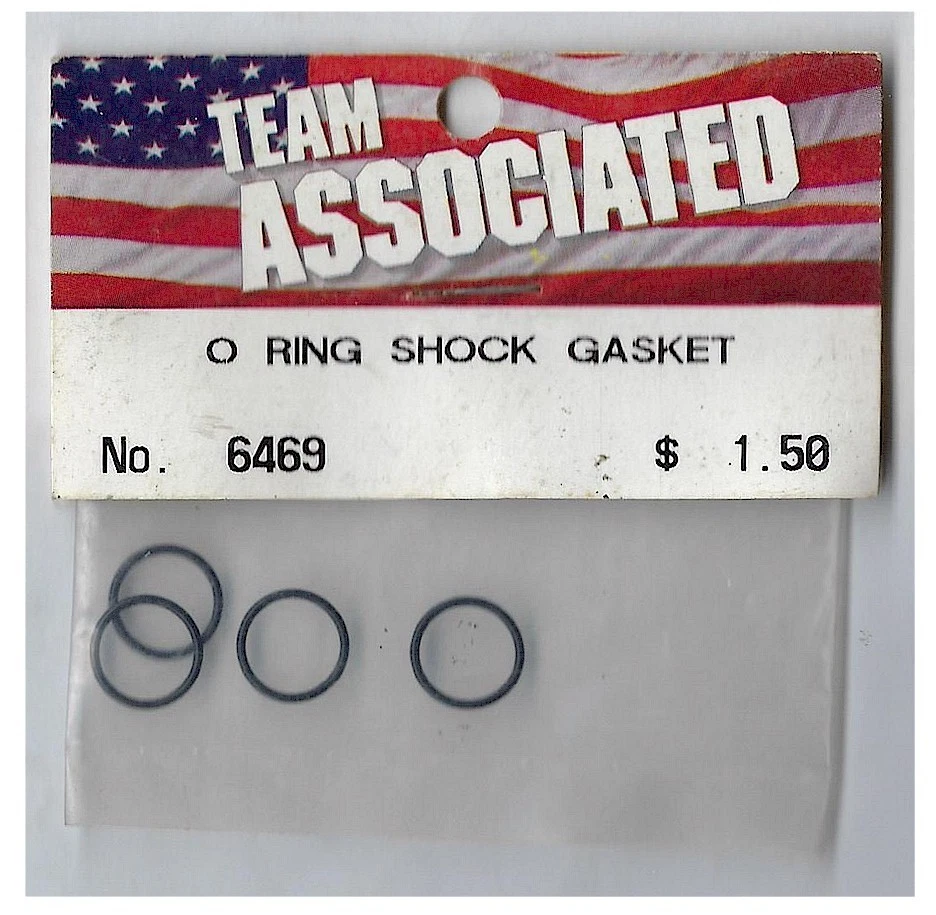 TEAM
ASSOCIATED
O RING SHOCK GASKET
No. 6469 $ 1.50